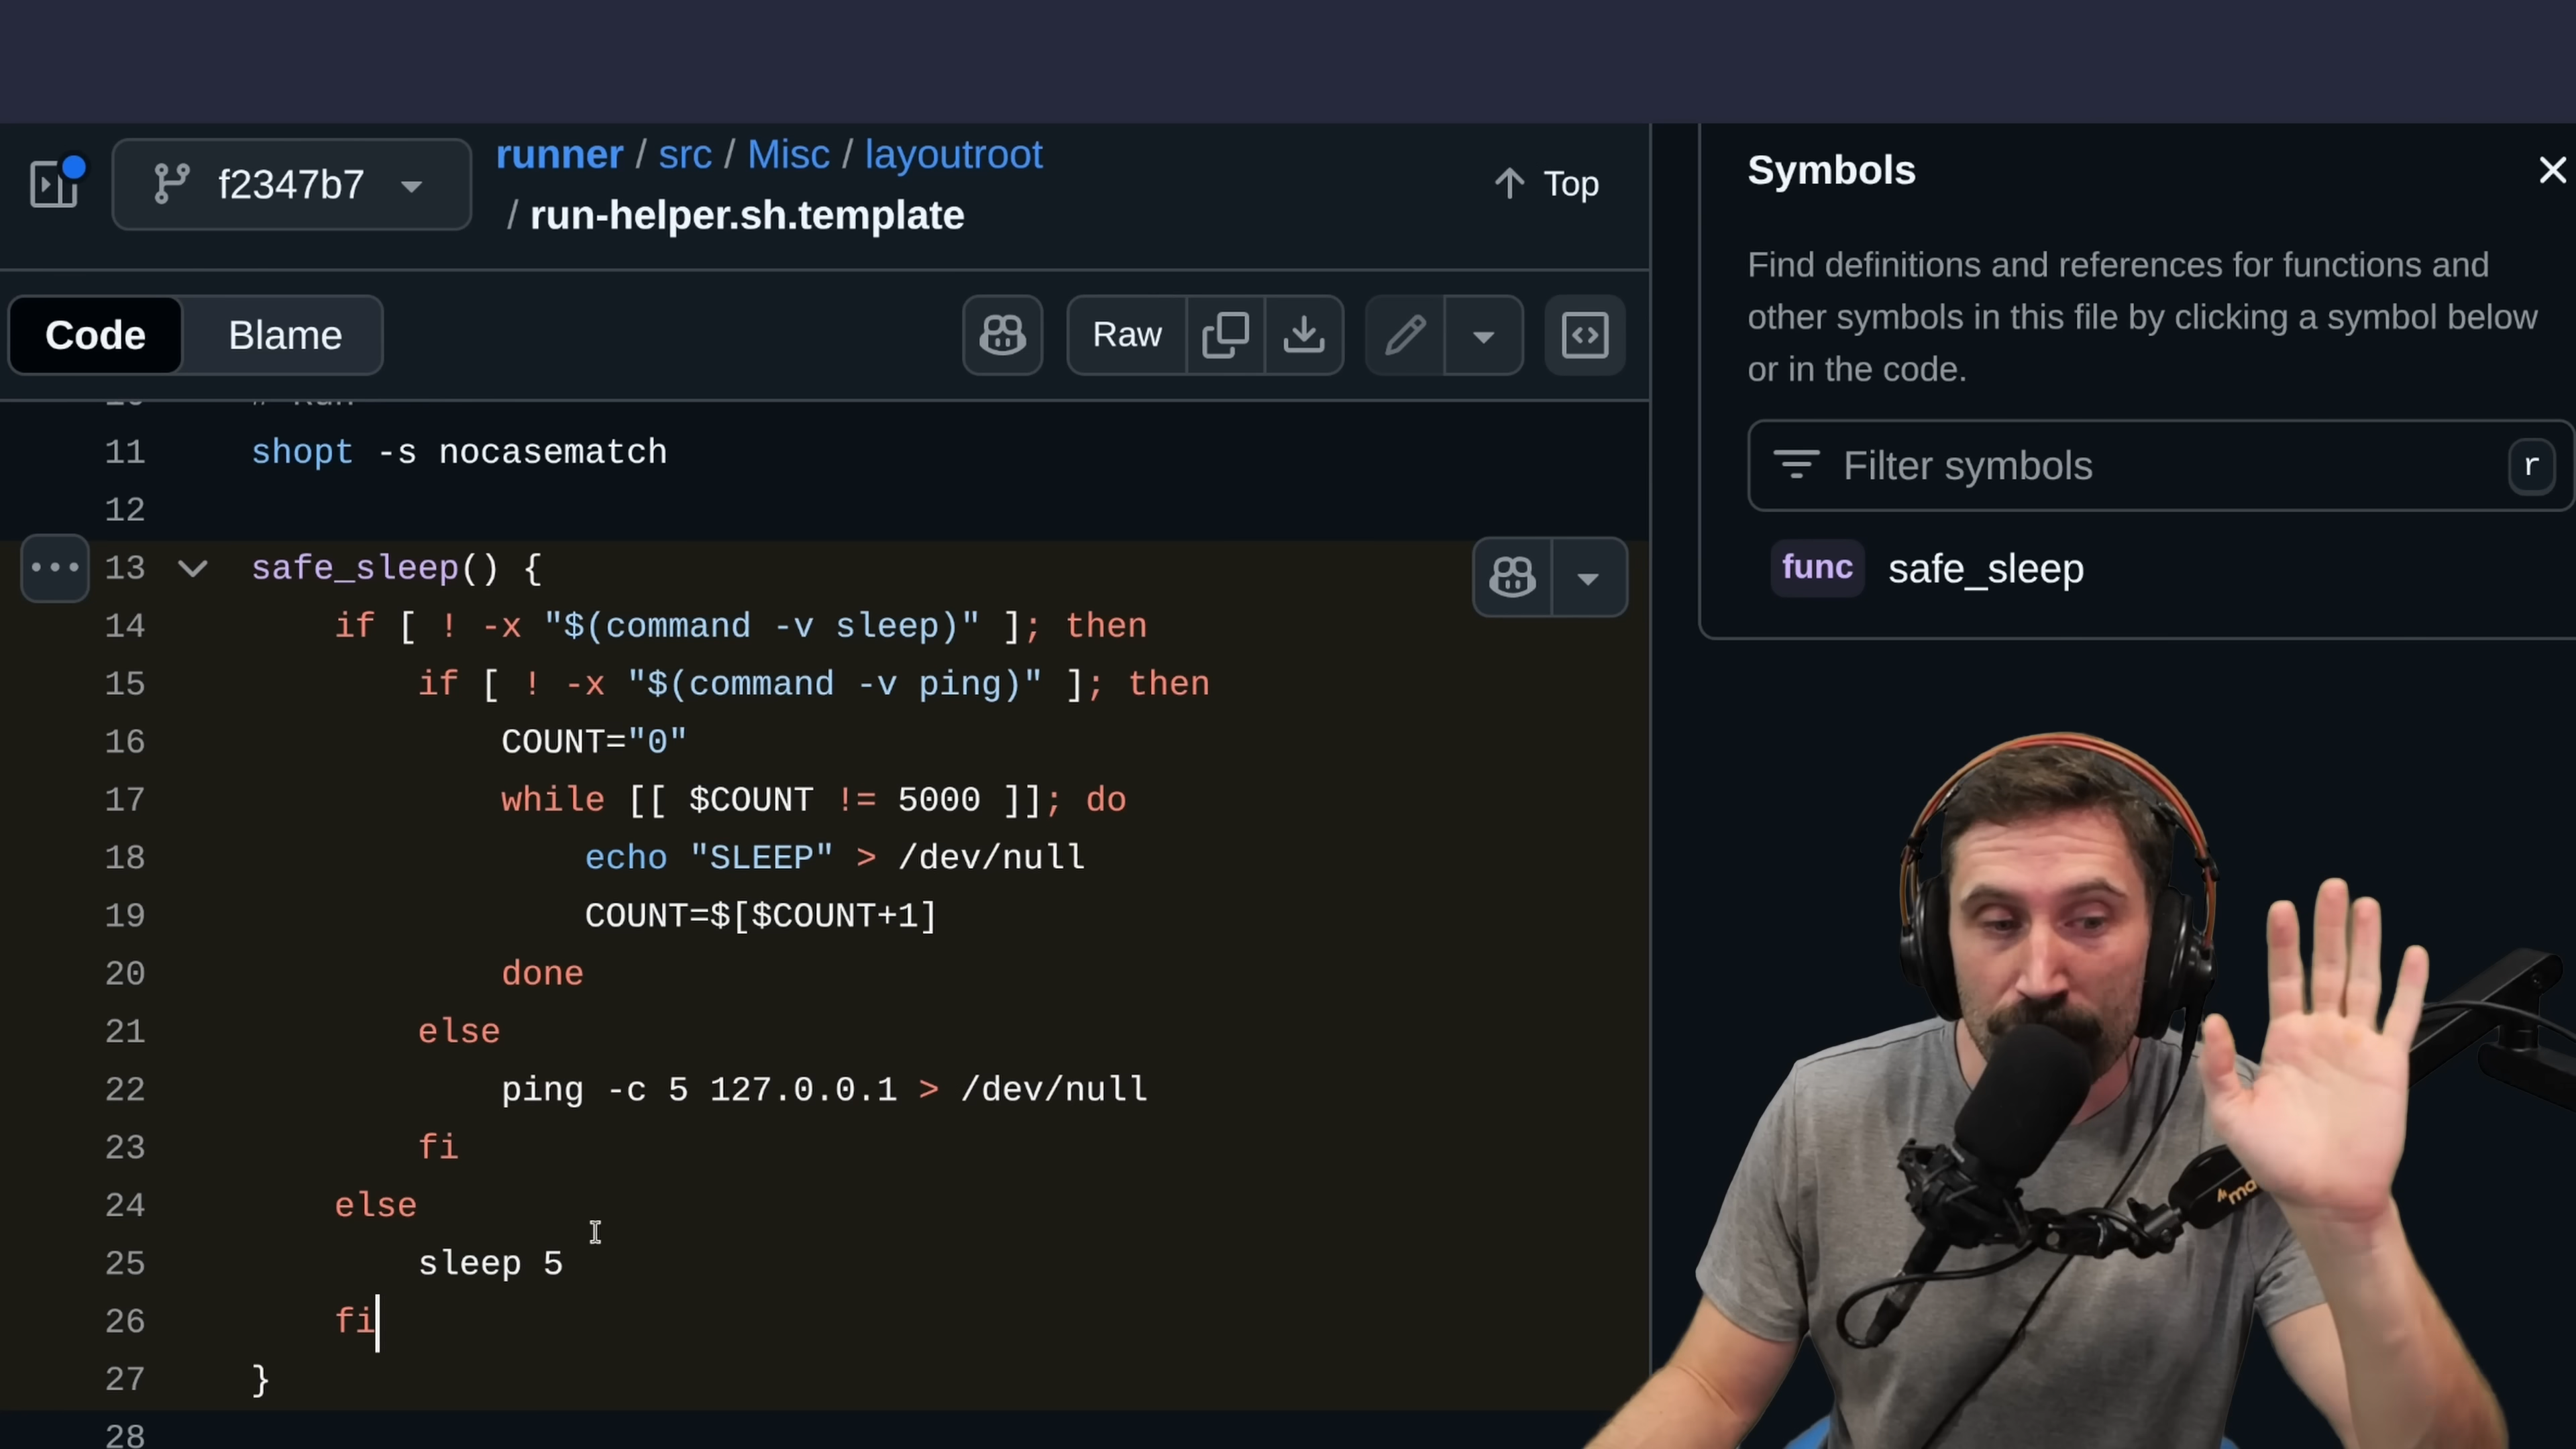 runner / src / Misc / layoutroot
f2347b7
/ run-helper.sh.template
Top
Code
Blame
Raw
11 shopt -s nocasematch
12
13 safe_sleep() {
14 if [ ! -x "$(command -v sleep)" ]; then
15 if [ ! -x "$(command -v ping)" ]; then
16 COUNT="0"
17 while [[ $COUNT != 5000 ]]; do
18 echo "SLEEP" > /dev/null
19 COUNT=$[$COUNT+1]
20 done
21 else
22 ping -c 5 127.0.0.1 > /dev/null
23 fi
24 else
25 sleep 5
26 fi
27 }
28
Symbols
Find definitions and references for functions and
other symbols in this file by clicking a symbol below
or in the code.
Filter symbols
r
func safe_sleep